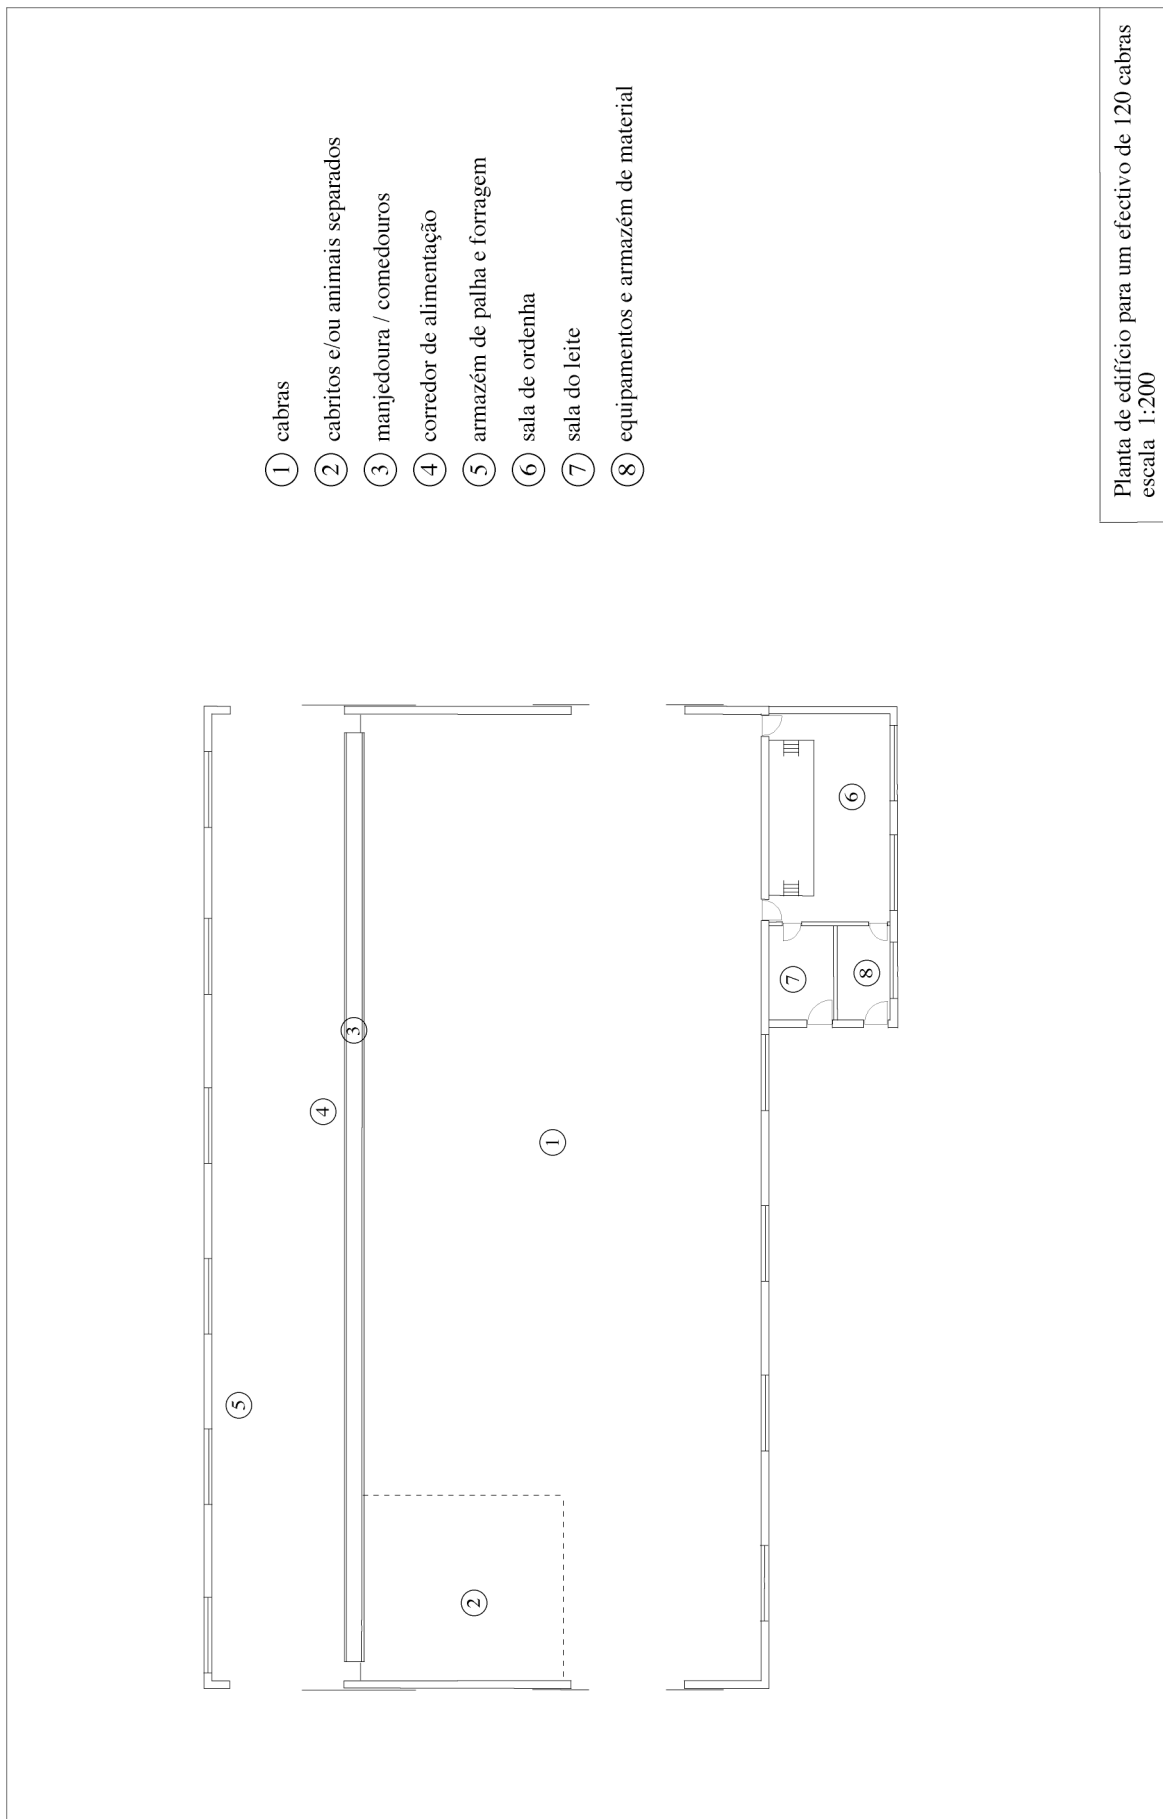 1 cabras
2 cabritos e/ou animais separados
3 manjedoura / comedouros
4 corredor de alimentação
5 armazém de palha e forragem
6 sala de ordenha
7 sala do leite
8 equipamentos e armazém de material
5
4
3
2
1
7
8
6
Planta de edifício para um efectivo de 120 cabras
escala 1:200